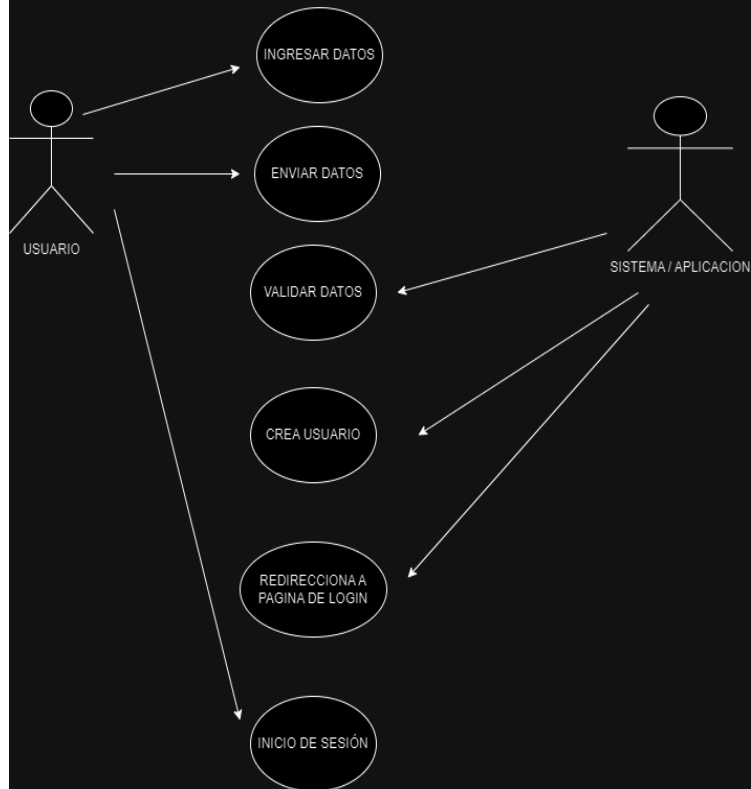 INGRESAR DATOS
ENVIAR DATOS
USUARIO
VALIDAR DATOS
SISTEMA / APLICACION
CREA USUARIO
REDIRECCIONA A
PAGINA DE LOGIN
INICIO DE SESIÓN